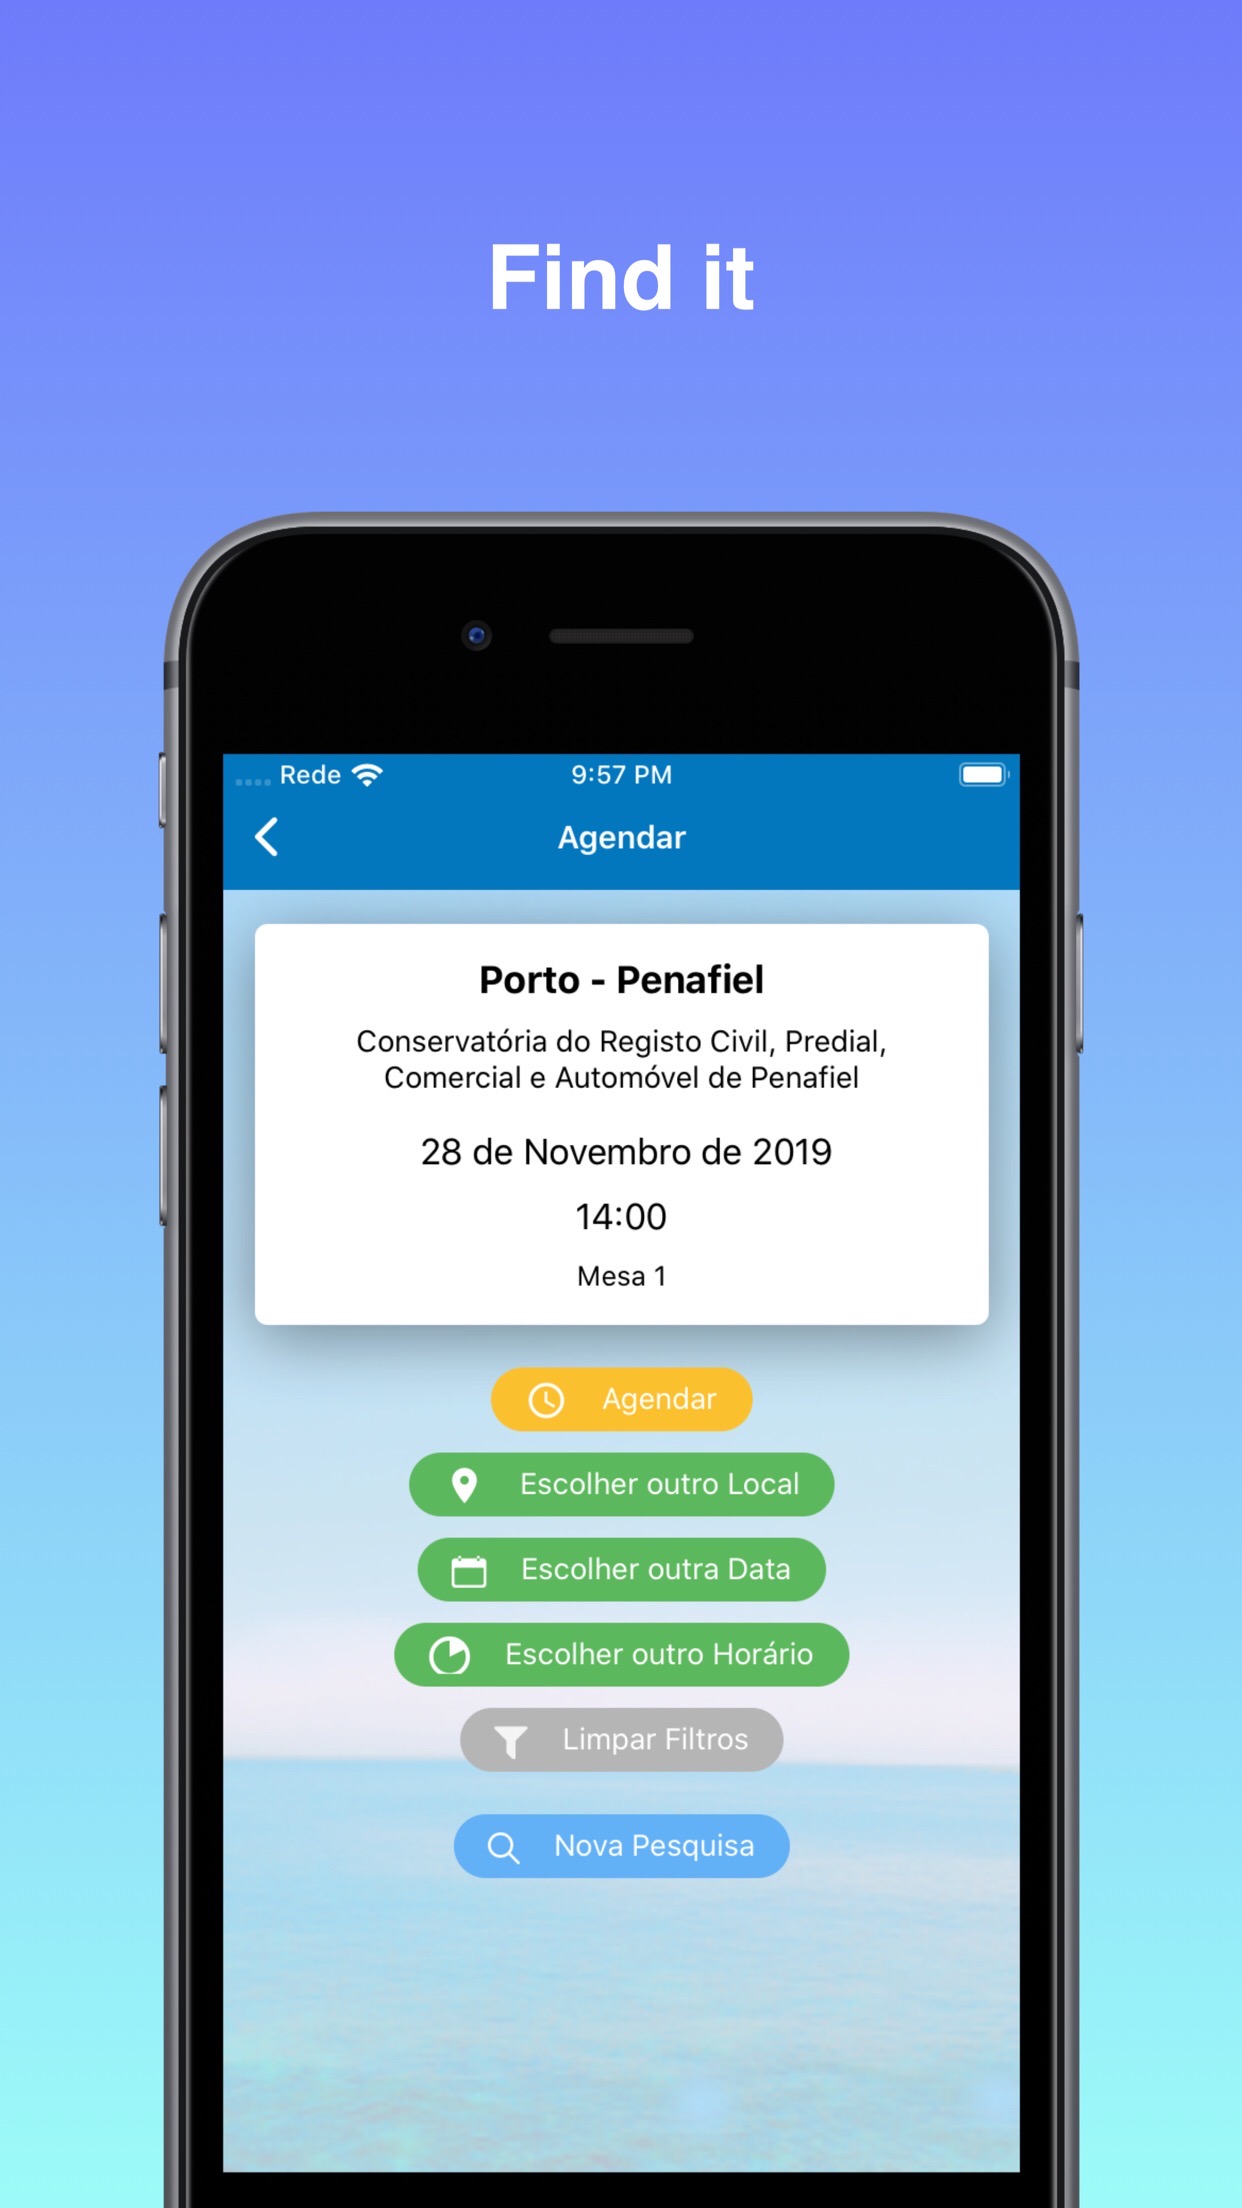 Find it
Rede
9:57 PM
Agendar
Porto - Penafiel
Conservatória do Registo Civil, Predial,
Comercial e Automóvel de Penafiel
28 de Novembro de 2019
14:00
Mesa 1
Agendar
Escolher outro Local
Escolher outra Data
Escolher outro Horário
Limpar Filtros
Nova Pesquisa